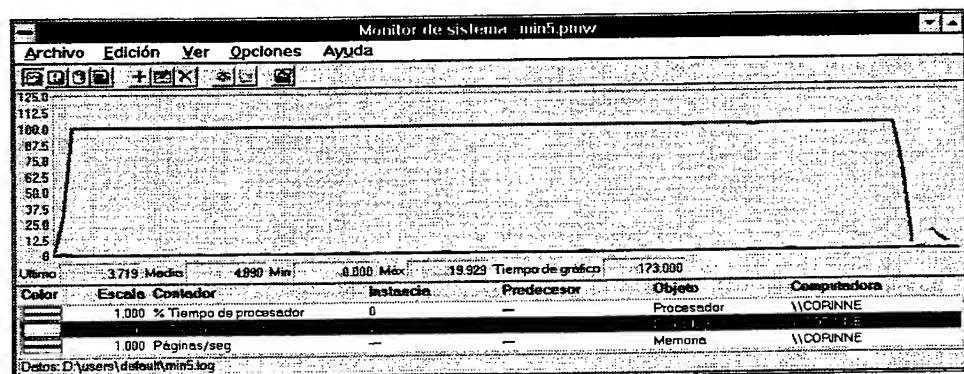 Monitor de sistema - min5.pmw
Archivo Edición Ver Opciones Ayuda
125.0
112.5
100.0
87.5
75.0
62.5
50.0
37.5
25.0
12.5
0
Ultimo 3.719 Media 4.890 Min 0.000 Máx 19.929 Tiempo de gráfico 173.000
Color Escala Contador Instancia Predecesor Objeto Computadora
1.000 % Tiempo de procesador 0 — Procesador \\CORINNE
1.000 Páginas/seg — — Memoria \\CORINNE
Datos: D:\users\default\min5.log